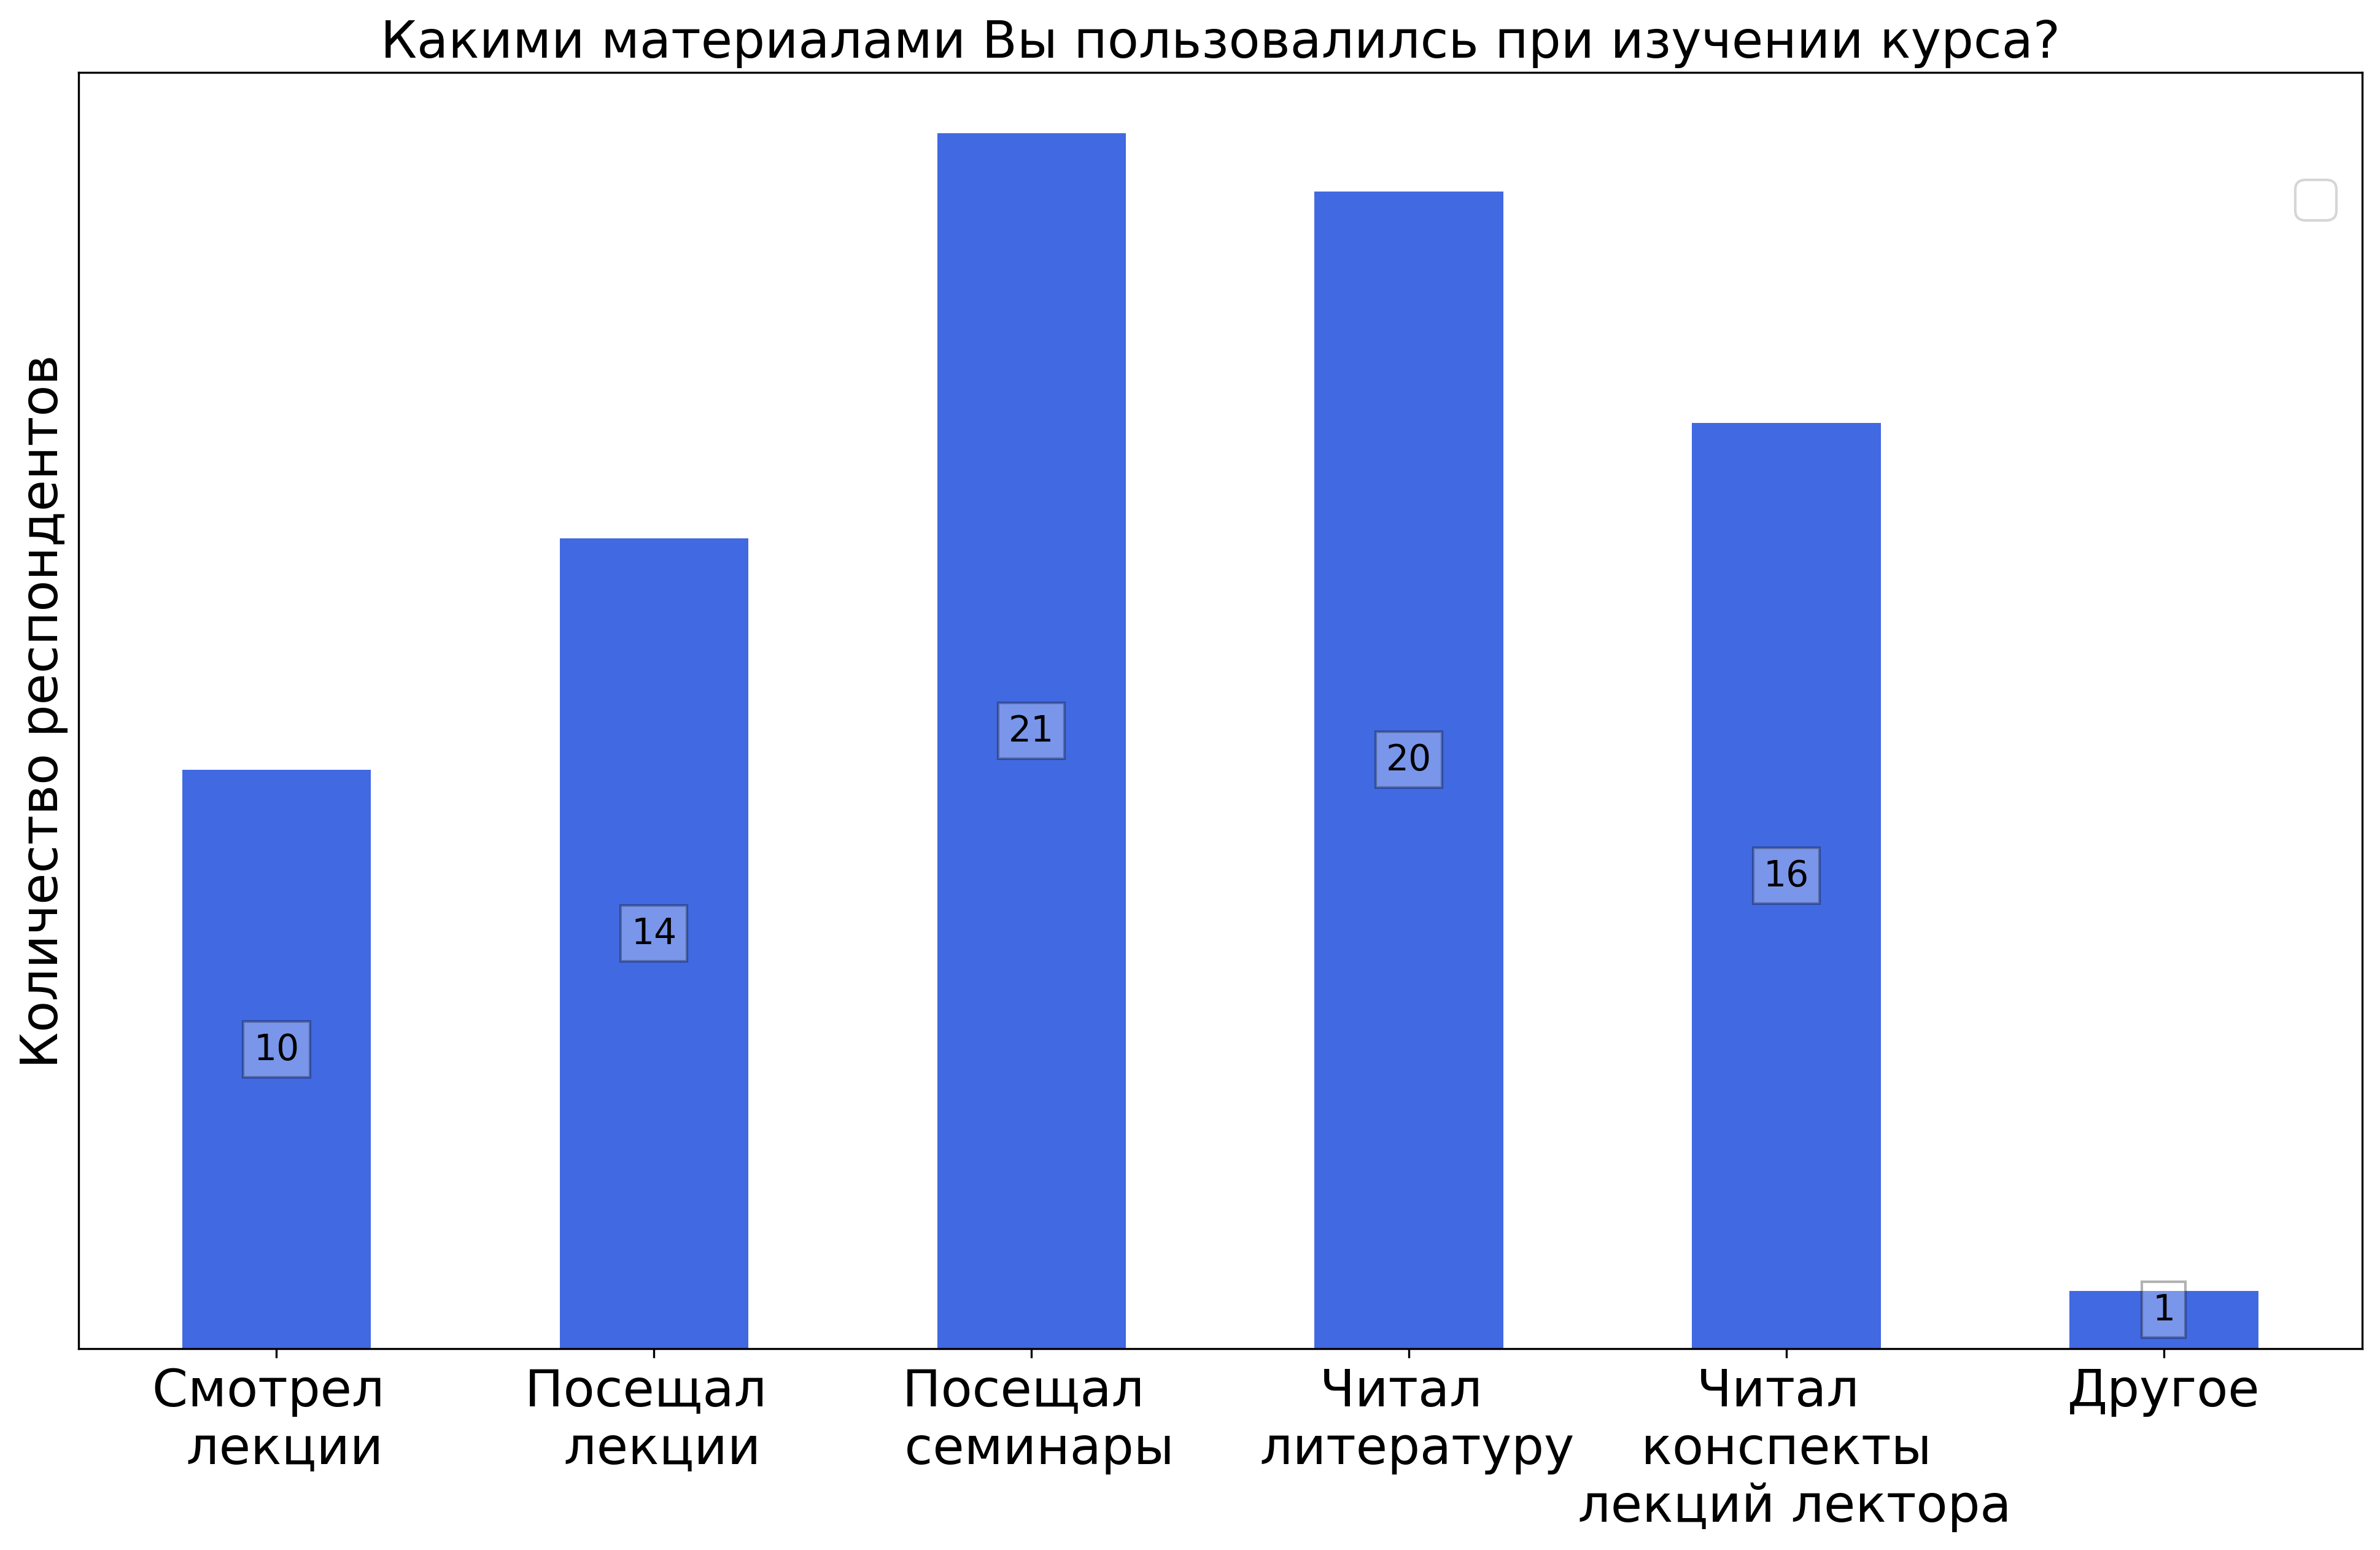 Какими материалами Вы пользовалилсь при изучении курса?
Количество респондентов
10
14
21
20
16
1
Смотрел
лекции
Посещал
лекции
Посещал
семинары
Читал
литературу
Читал
конспекты
лекций лектора
Другое